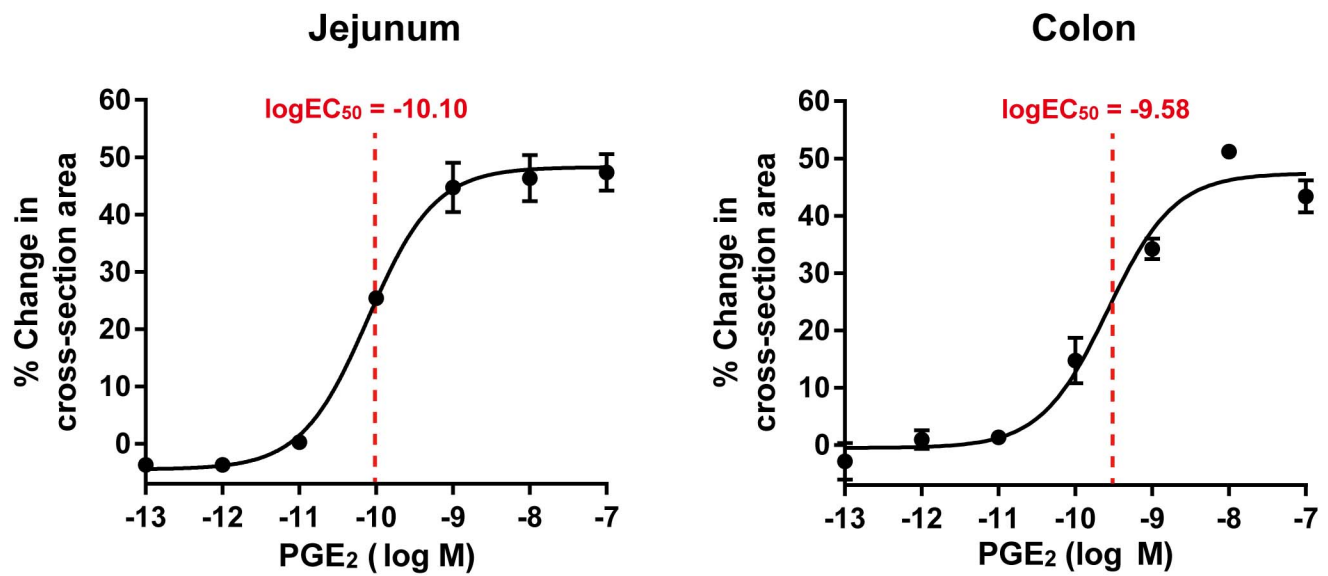 Jejunum
% Change in
cross-section area
60
50
40
30
20
10
0
logEC₅₀ = -10.10
-13 -12 -11 -10 -9 -8 -7
PGE₂ ( log M)
Colon
% Change in
cross-section area
60
50
40
30
20
10
0
logEC₅₀ = -9.58
-13 -12 -11 -10 -9 -8 -7
PGE₂ (log M)